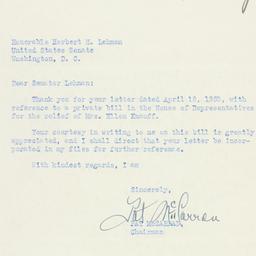 Honorable Herbert H. Lehman
United States Senate
Washington, D. C.
Dear Senator Lehman:
Thank you for your letter dated April 18, 1950, with
reference to a private bill in the House of Representatives
for the relief of Mrs. Ellen Knauff.
Your courtesy in writing to me on this bill is greatly
appreciated, and I shall direct that your letter be incor-
porated in my files for further reference.
With kindest regards, I am
Sincerely,
Pat McCarran
PAT McCARRAN,
Chairman